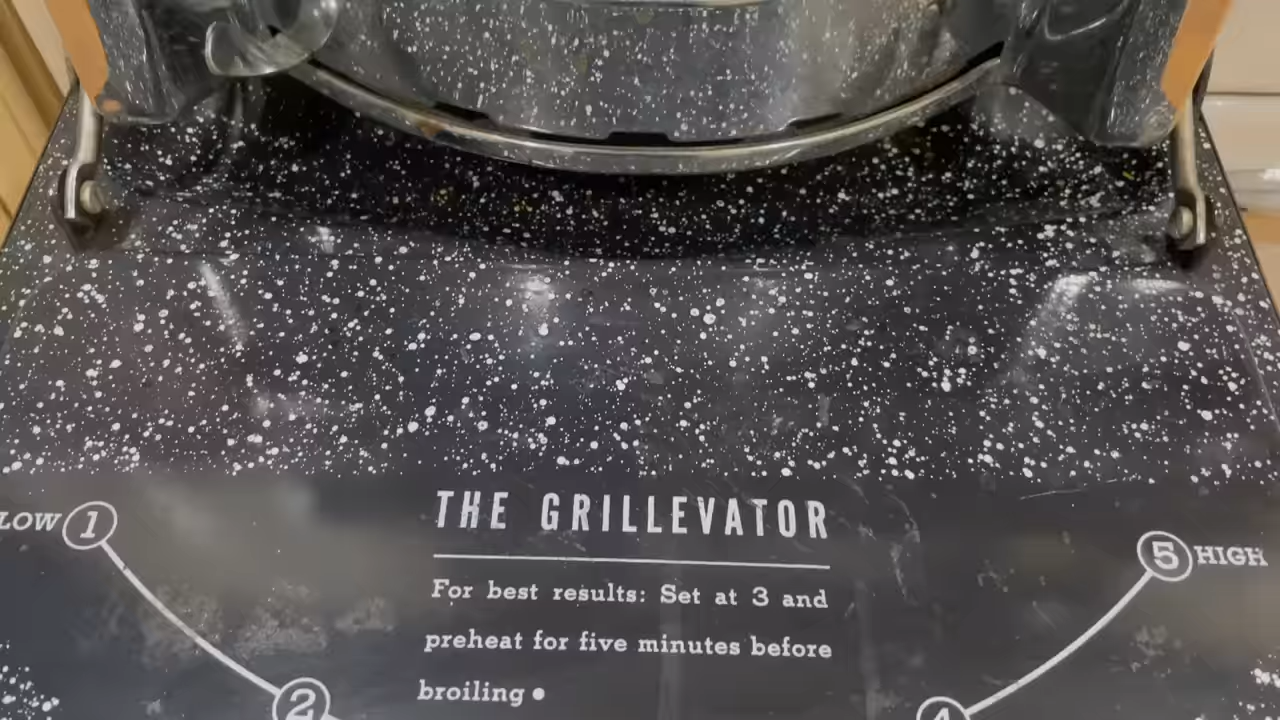 THE GRILLEVATOR
LOW 1
5 HIGH
For best results: Set at 3 and
preheat for five minutes before
broiling •
2
4